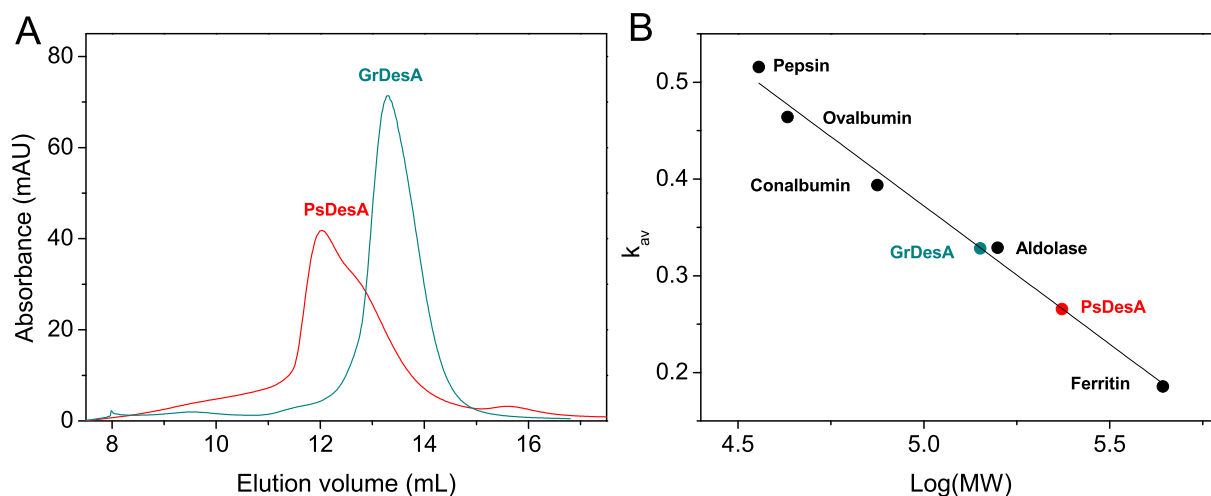 A
80
60
40
20
0
Absorbance (mAU)
GrDesA
PsDesA
8
10
12
14
16
Elution volume (mL)
B
0.5
0.4
0.3
0.2
k_av
Pepsin
Ovalbumin
Conalbumin
GrDesA
Aldolase
PsDesA
Ferritin
4.5
5.0
5.5
Log(MW)